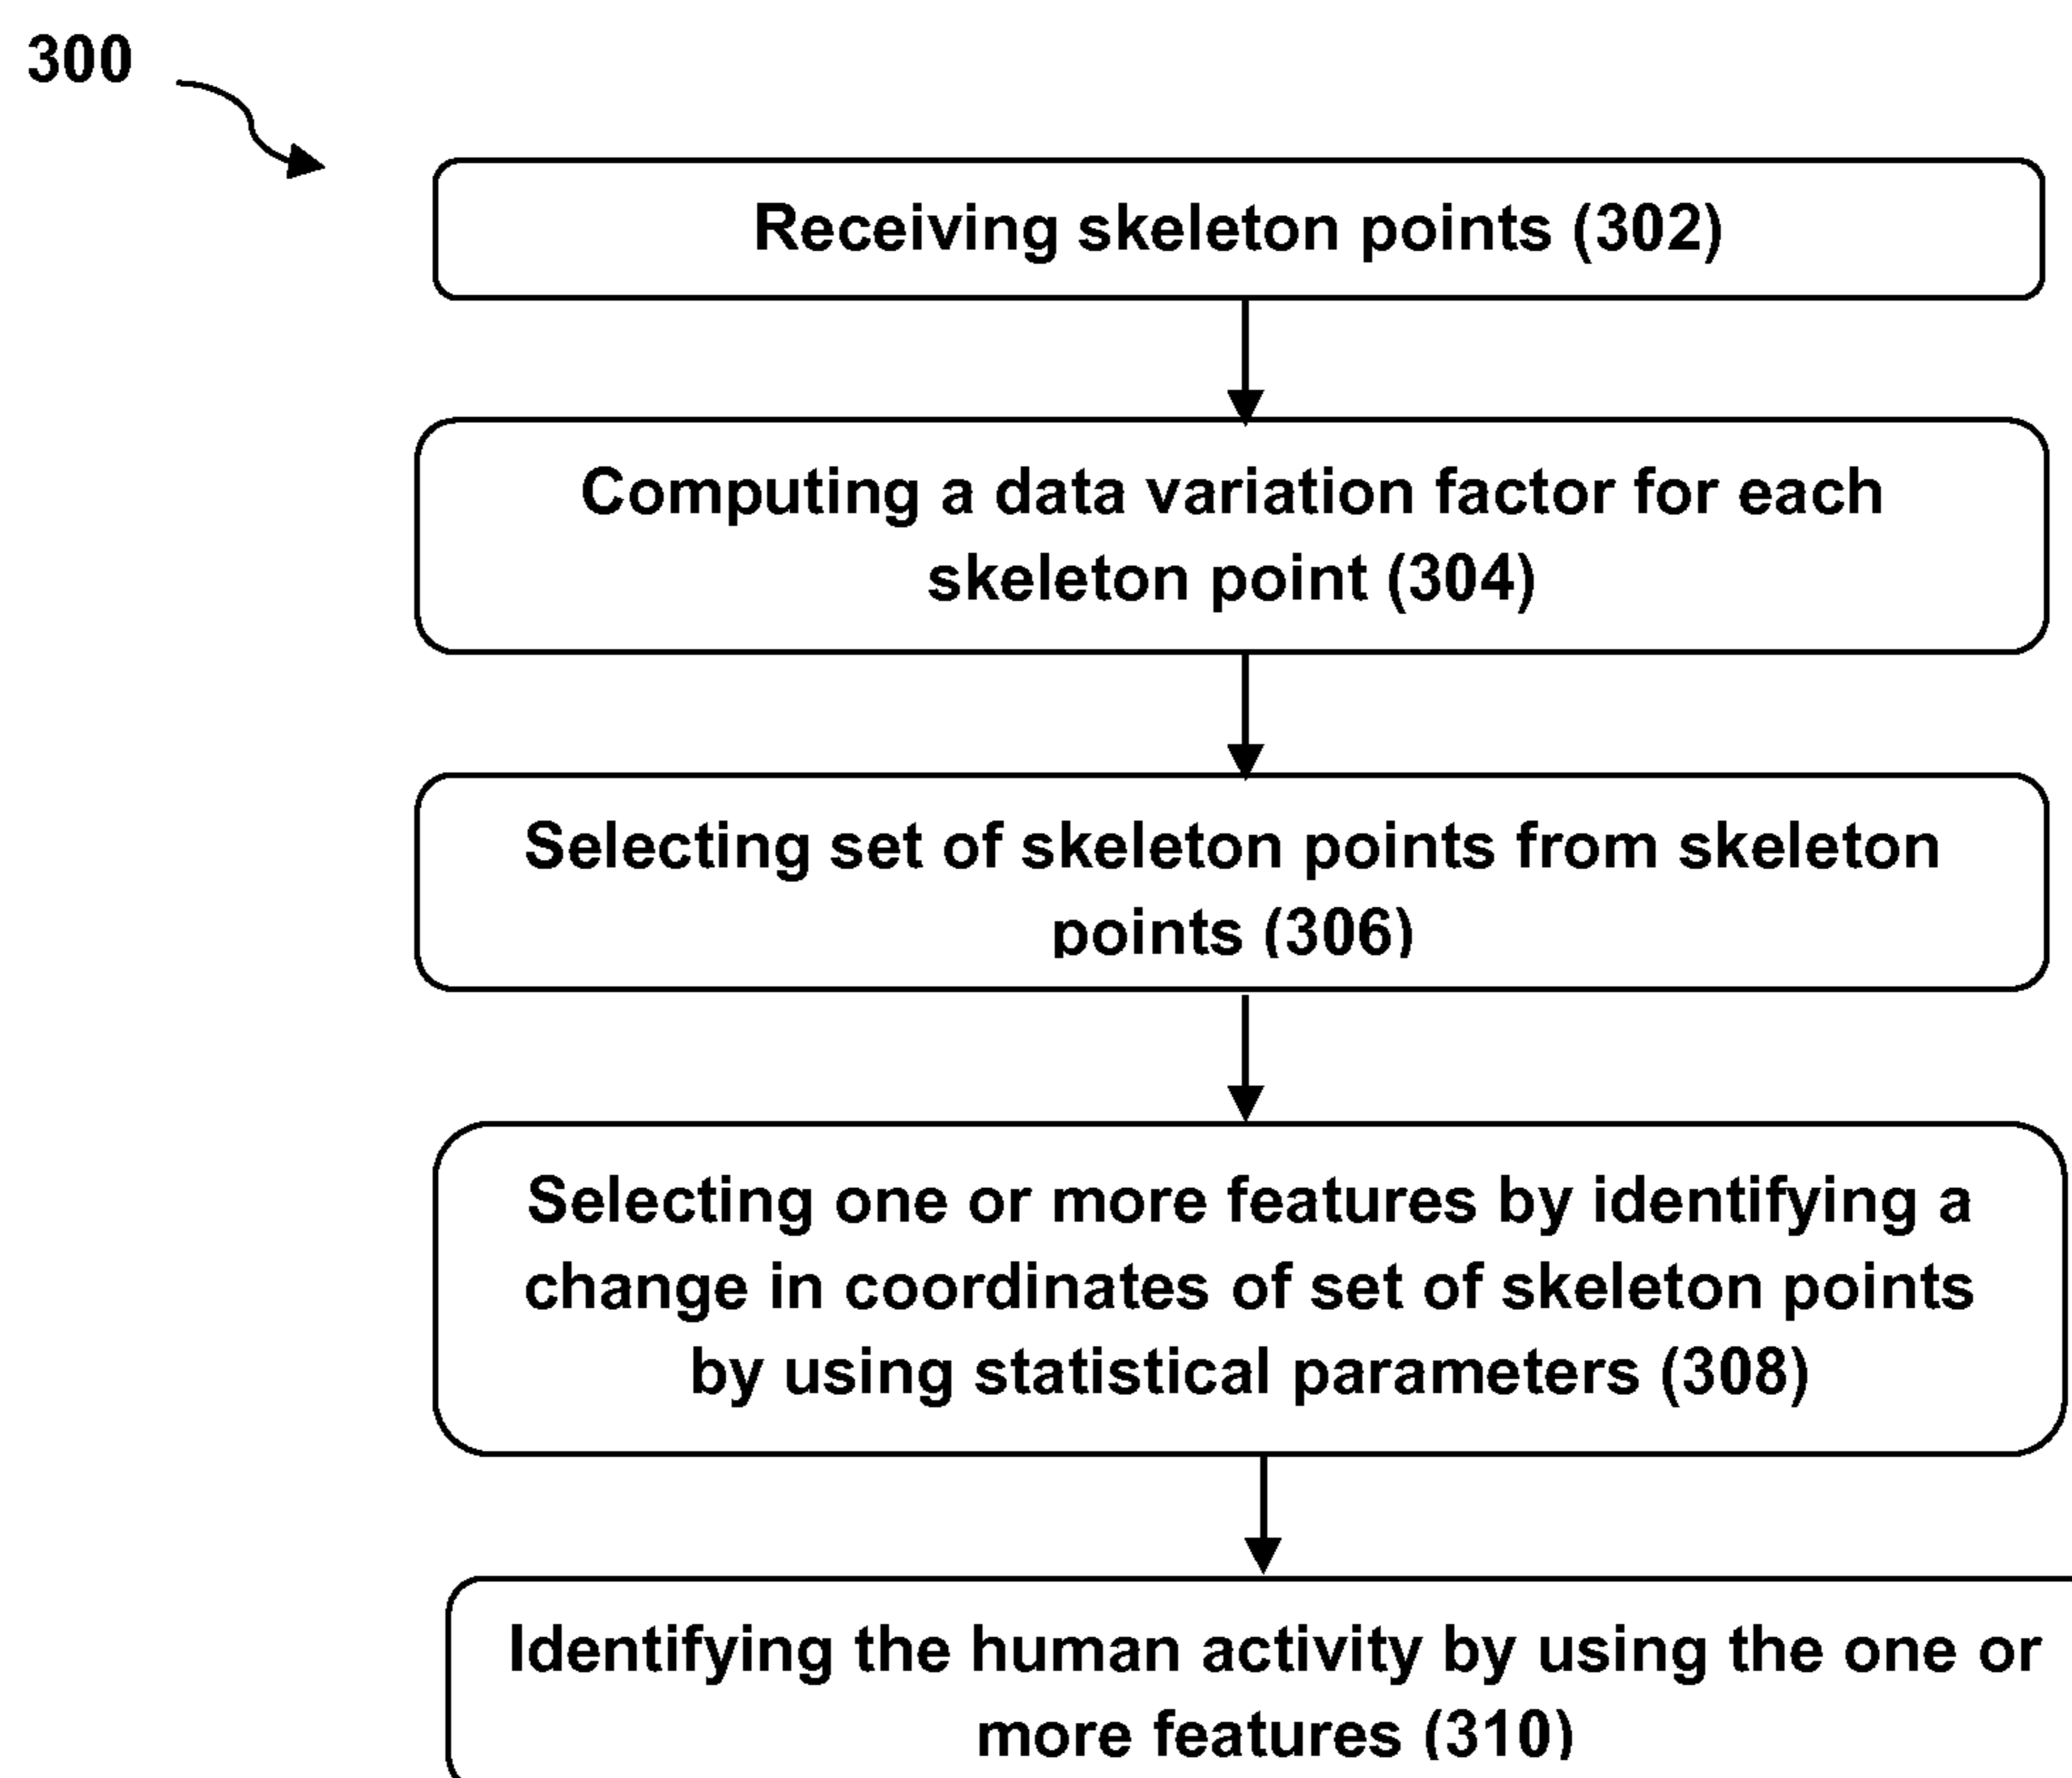 300
Receiving skeleton points (302)
Computing a data variation factor for each
skeleton point (304)
Selecting set of skeleton points from skeleton
points (306)
Selecting one or more features by identifying a
change in coordinates of set of skeleton points
by using statistical parameters (308)
Identifying the human activity by using the one or
more features (310)